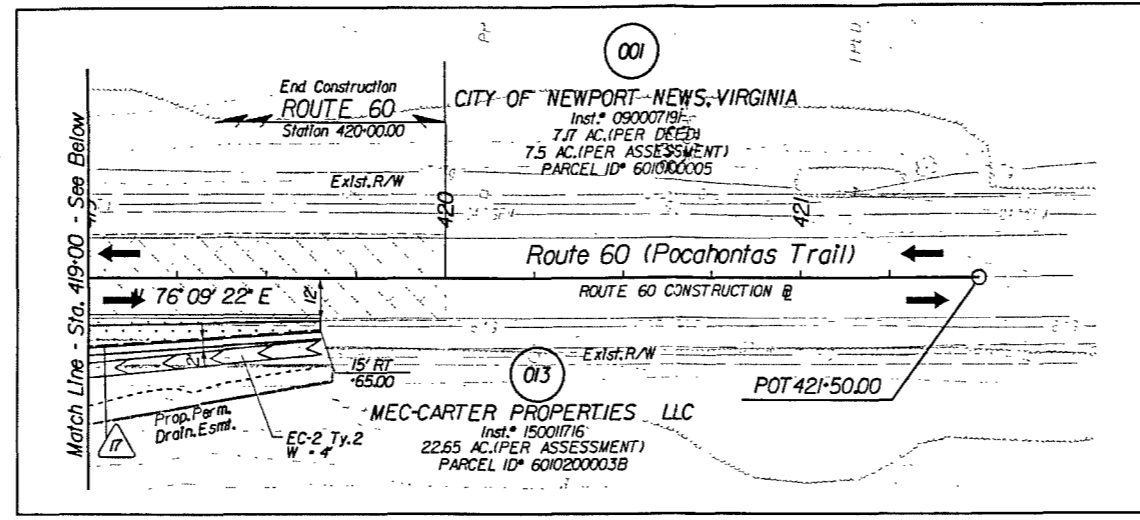 001
End Construction
ROUTE 60
Station 420+00.00
CITY OF NEWPORT NEWS, VIRGINIA
Inst.# 090007191
7.17 AC.(PER DEED)
7.5 AC.(PER ASSESSMENT)
PARCEL ID# 6010100005
Exist.R/W
Match Line - Sta. 419+00 - See Below
420
421
Route 60 (Pocahontas Trail)
N 76°09'22" E
12'
ROUTE 60 CONSTRUCTION BL
15' RT
+65.00
Exist.R/W
013
POT 421+50.00
MEC-CARTER PROPERTIES LLC
Inst.# 150011716
22.65 AC.(PER ASSESSMENT)
PARCEL ID# 6010200003B
Prop.Perm.
Drain.Esmt.
17
EC-2 Ty.2
W = 4'